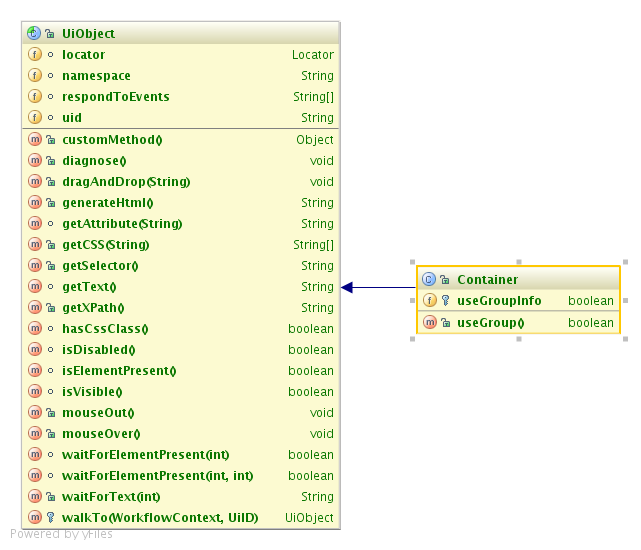 UiObject
locator Locator
namespace String
respondToEvents String[]
uid String
customMethod() Object
diagnose() void
dragAndDrop(String) void
generateHtml() String
getAttribute(String) String
getCSS(String) String[]
getSelector() String
getText() String
getXPath() String
hasCssClass() boolean
isDisabled() boolean
isElementPresent() boolean
isVisible() boolean
mouseOut() void
mouseOver() void
waitForElementPresent(int) boolean
waitForElementPresent(int, int) boolean
waitForText(int) String
walkTo(WorkflowContext, UiID) UiObject
Container
useGroupInfo boolean
useGroup() boolean
Powered by yFiles